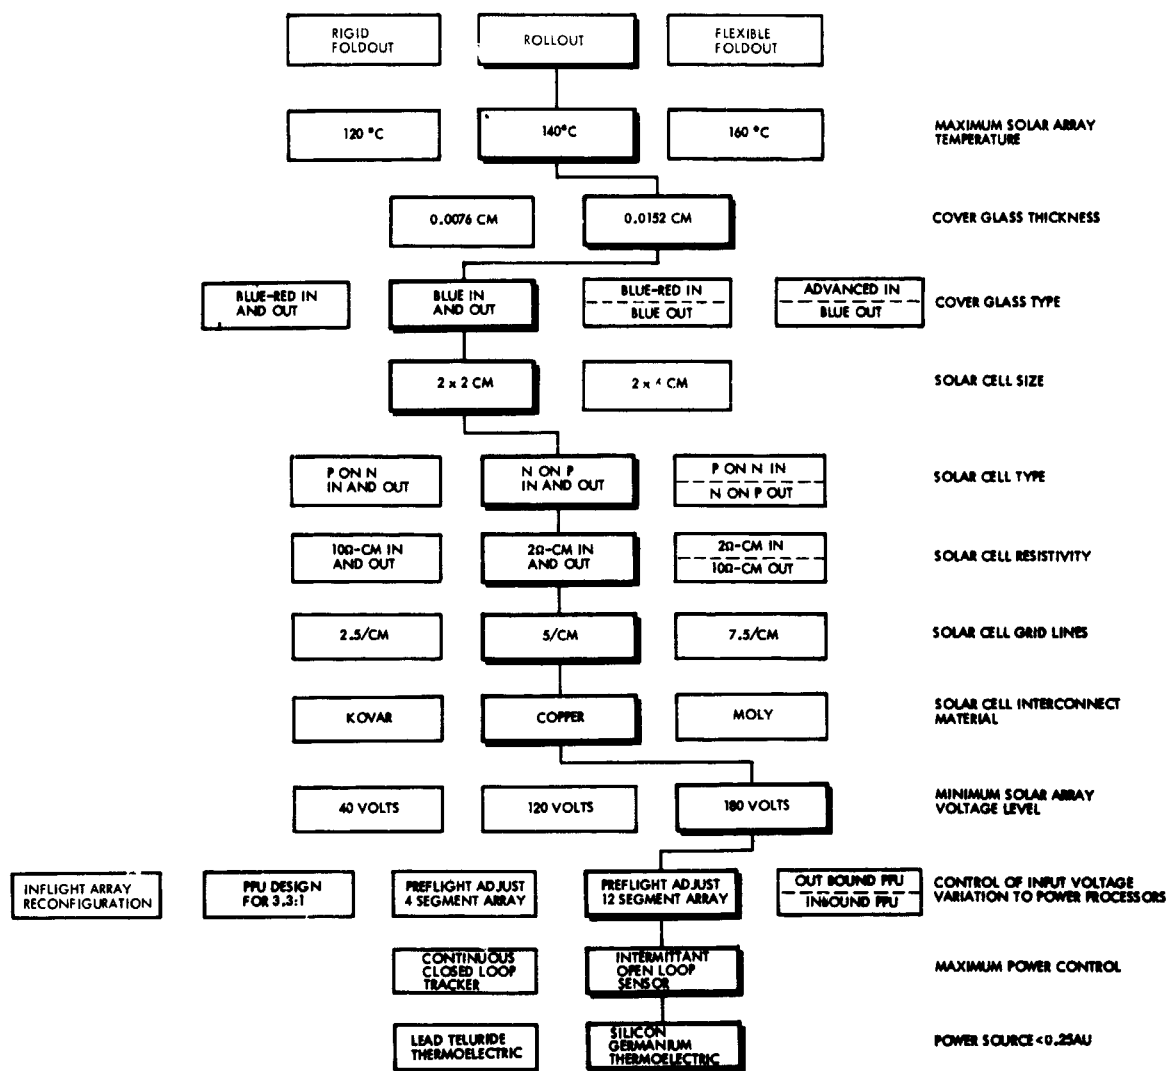 RIGID
FOLDOUT
ROLLOUT
FLEXIBLE
FOLDOUT
120 °C
140°C
160 °C
MAXIMUM SOLAR ARRAY
TEMPERATURE
0.0076 CM
0.0152 CM
COVER GLASS THICKNESS
BLUE-RED IN
AND OUT
BLUE IN
AND OUT
BLUE-RED IN
BLUE OUT
ADVANCED IN
BLUE OUT
COVER GLASS TYPE
2 x 2 CM
2 x CM
SOLAR CELL SIZE
P ON N
IN AND OUT
N ON P
IN AND OUT
P ON N IN
N ON P OUT
SOLAR CELL TYPE
10Ω-CM IN
AND OUT
2Ω-CM IN
AND OUT
2Ω-CM IN
10Ω-CM OUT
SOLAR CELL RESISTIVITY
2.5/CM
5/CM
7.5/CM
SOLAR CELL GRID LINES
KOVAR
COPPER
MOLY
SOLAR CELL INTERCONNECT
MATERIAL
40 VOLTS
120 VOLTS
180 VOLTS
MINIMUM SOLAR ARRAY
VOLTAGE LEVEL
INFLIGHT ARRAY
RECONFIGURATION
PPU DESIGN
FOR 3.3:1
PREFLIGHT ADJUST
4 SEGMENT ARRAY
PREFLIGHT ADJUST
12 SEGMENT ARRAY
OUT BOUND PPU
INBOUND PPU
CONTROL OF INPUT VOLTAGE
VARIATION TO POWER PROCESSORS
CONTINUOUS
CLOSED LOOP
TRACKER
INTERMITTANT
OPEN LOOP
SENSOR
MAXIMUM POWER CONTROL
LEAD TELURIDE
THERMOELECTRIC
SILICON
GERMANIUM
THERMOELECTRIC
POWER SOURCE <0.25AU